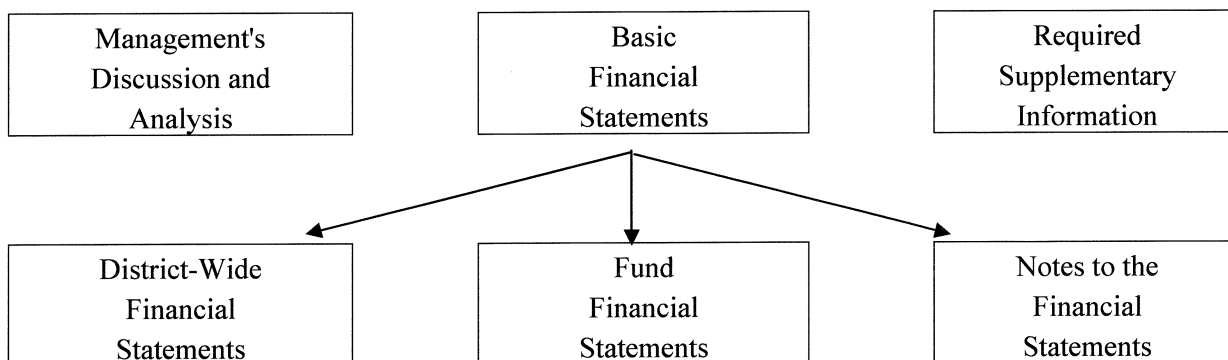 Management's
Discussion and
Analysis
Basic
Financial
Statements
Required
Supplementary
Information
District-Wide
Financial
Statements
Fund
Financial
Statements
Notes to the
Financial
Statements